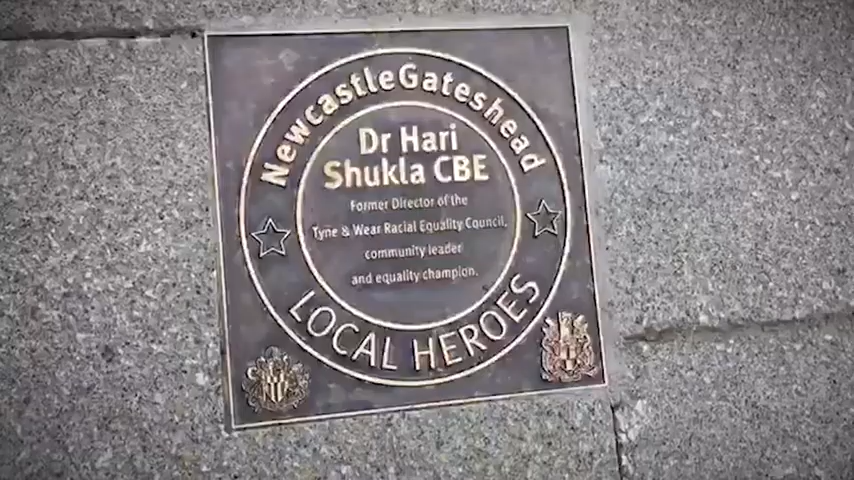 NewcastleGateshead
Dr Hari
Shukla CBE
Former Director of the
Tyne & Wear Racial Equality Council,
community leader
and equality champion.
LOCAL HEROES